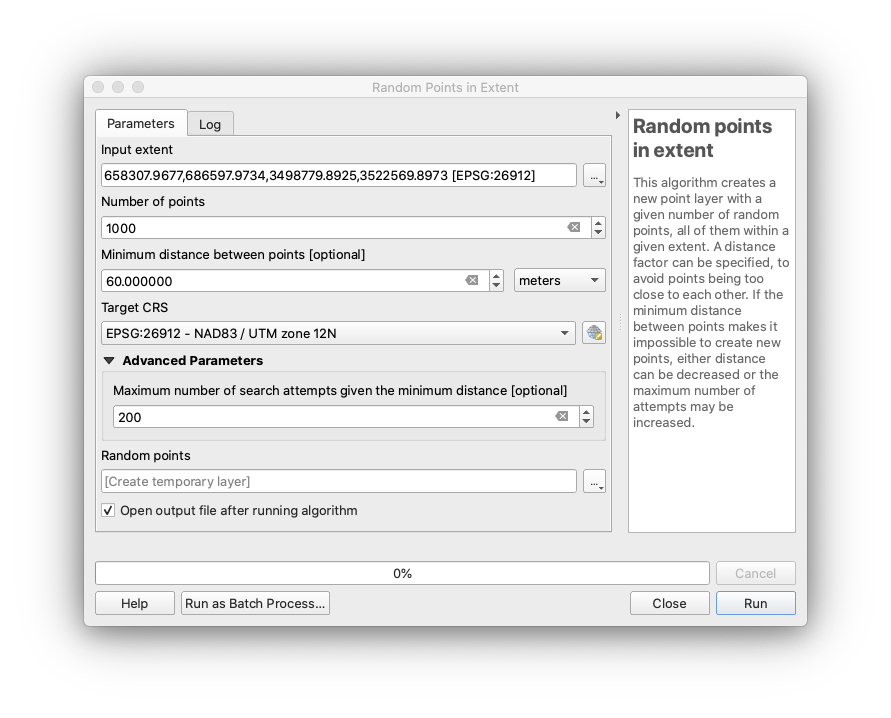 Random Points in Extent
Parameters
Log
Input extent
658307.9677,686597.9734,3498779.8925,3522569.8973 [EPSG:26912]
...
Number of points
1000
Minimum distance between points [optional]
60.000000
meters
Target CRS
EPSG:26912 - NAD83 / UTM zone 12N
Advanced Parameters
Maximum number of search attempts given the minimum distance [optional]
200
Random points
[Create temporary layer]
...
Open output file after running algorithm
Random points
in extent
This algorithm creates a
new point layer with a
given number of random
points, all of them within a
given extent. A distance
factor can be specified, to
avoid points being too
close to each other. If the
minimum distance
between points makes it
impossible to create new
points, either distance
can be decreased or the
maximum number of
attempts may be
increased.
0%
Cancel
Help
Run as Batch Process...
Close
Run